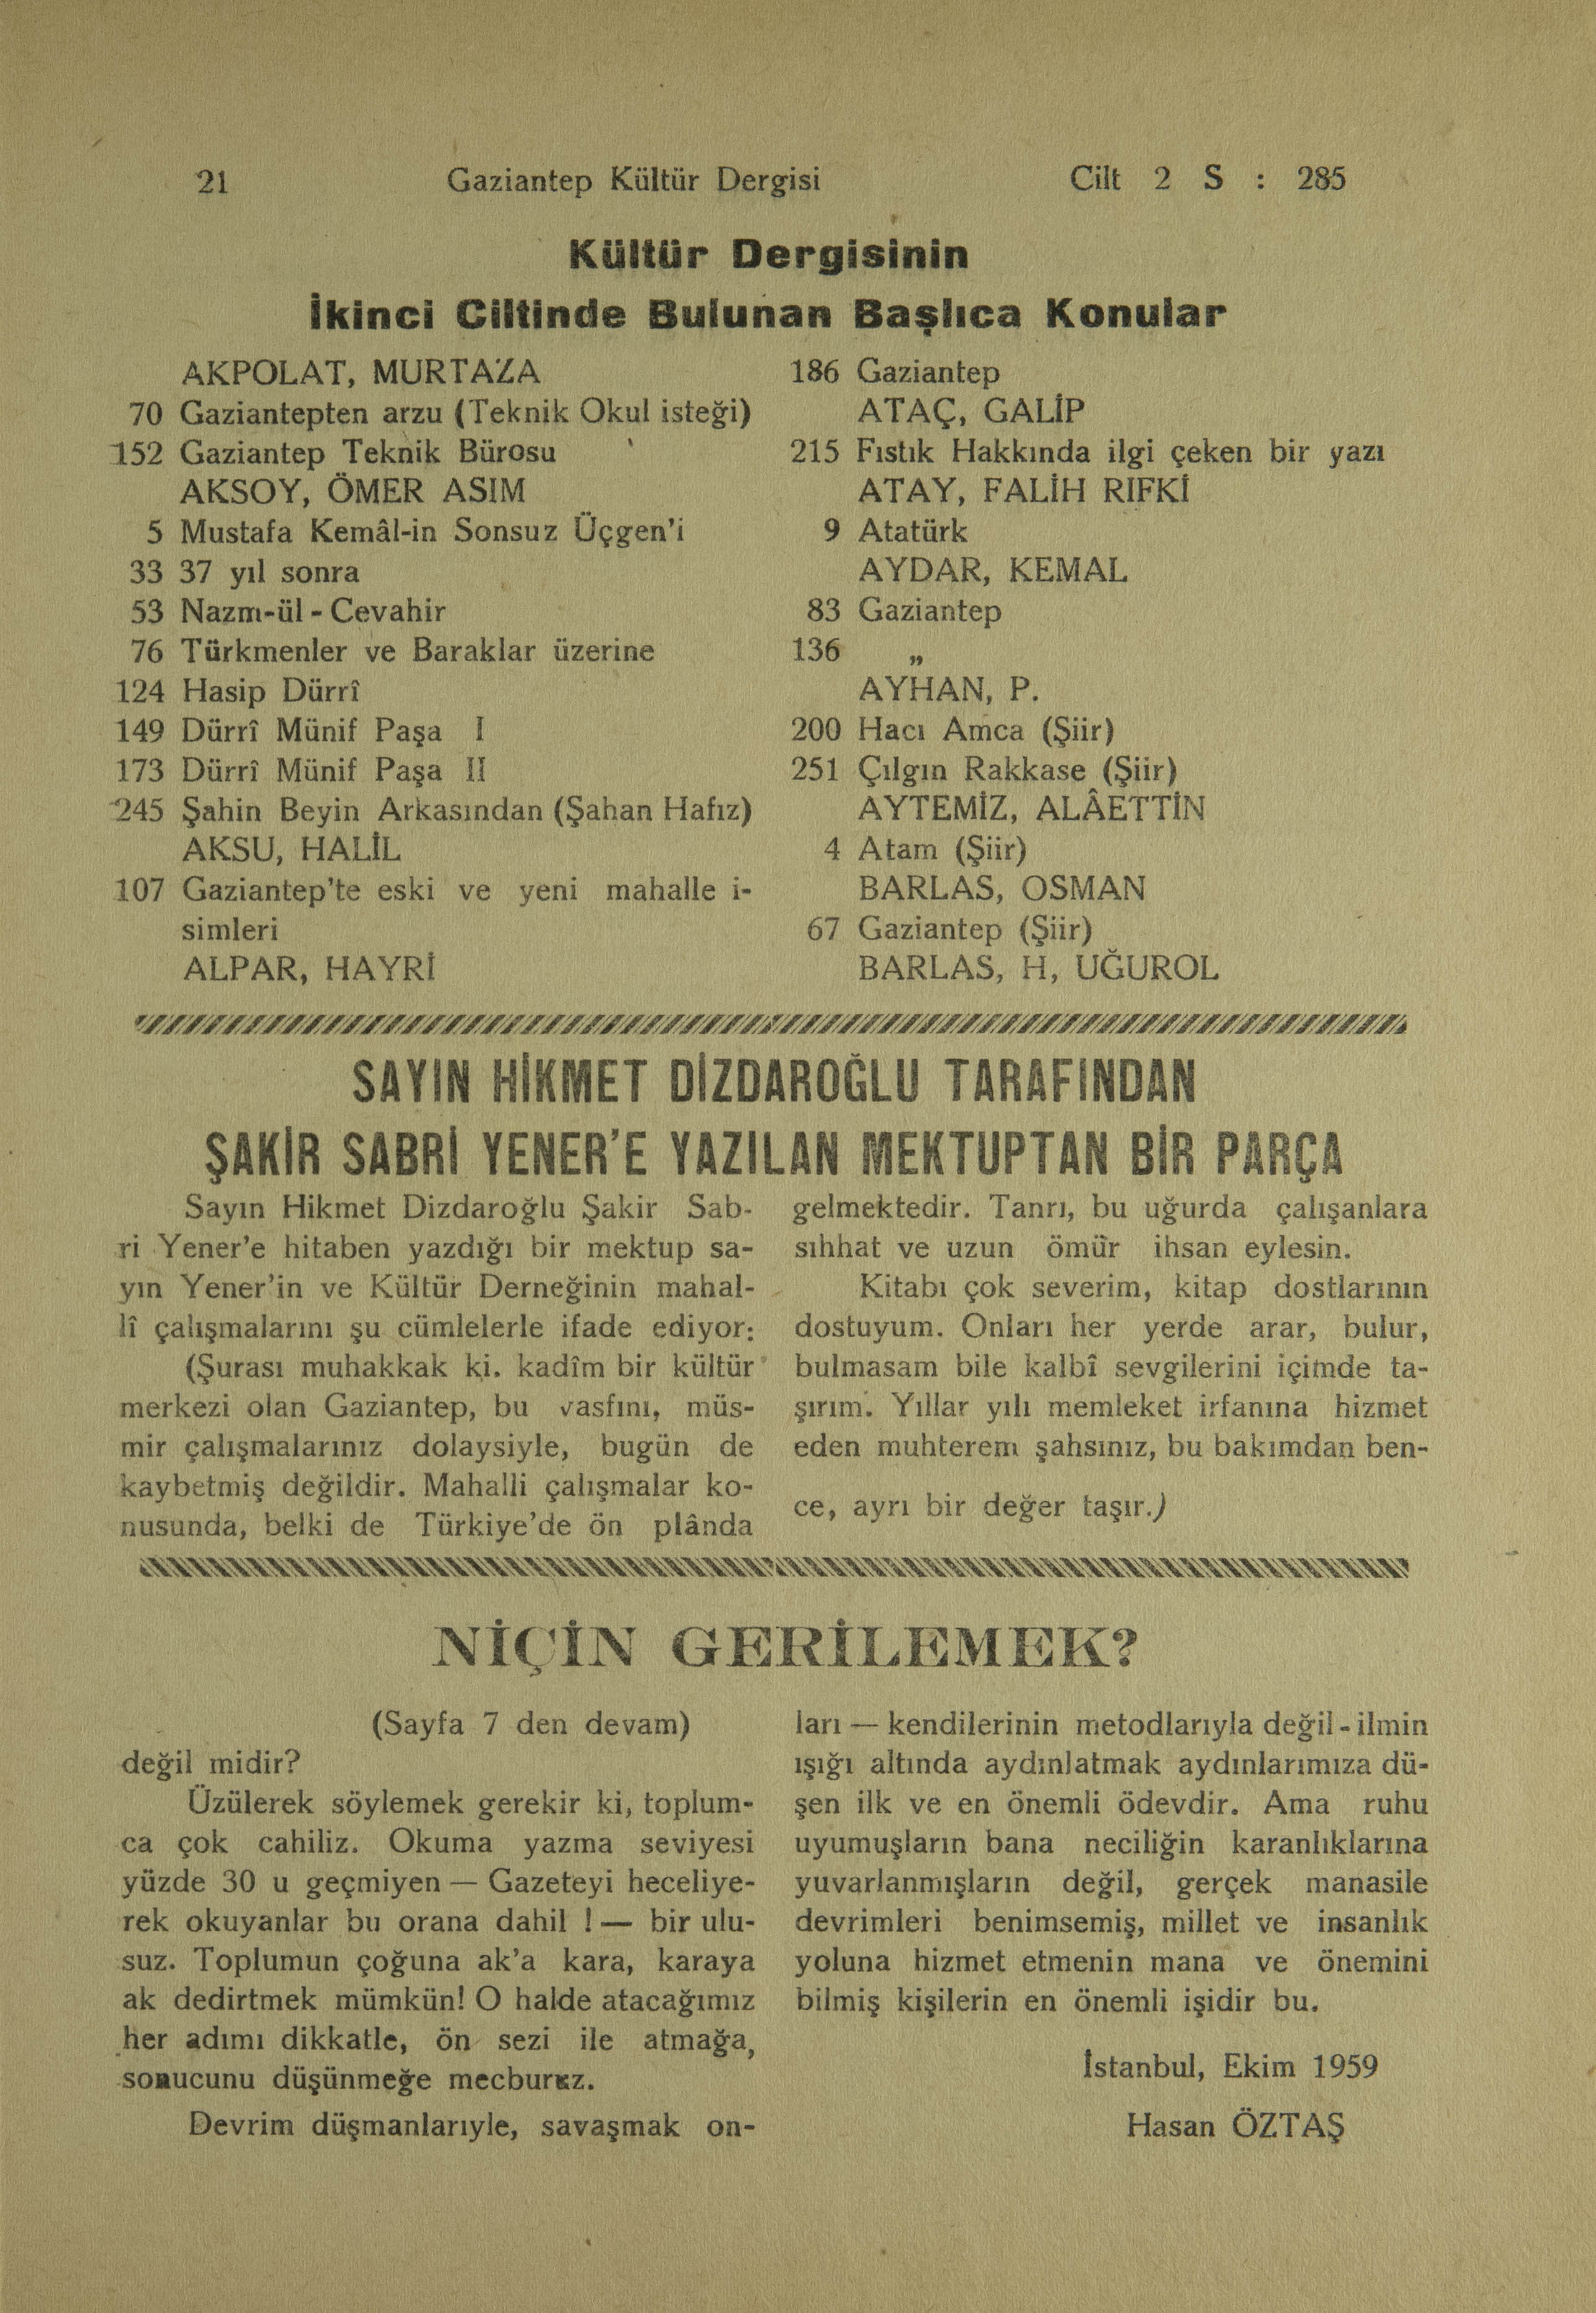 21 Gaziantep Kültür Dergisi Cilt 2 S : 285
Kültür Dergisinin
İkinci Ciltinde Bulunan Başlıca Konular
AKPOLAT, MURTAZA
70 Gaziantepten arzu (Teknik Okul isteği)
152 Gaziantep Teknik Bürosu
AKSOY, ÖMER ASIM
5 Mustafa Kemâl-in Sonsuz Üçgen'i
33 37 yıl sonra
53 Nazm-ül - Cevahir
76 Türkmenler ve Baraklar üzerine
124 Hasip Dürrî
149 Dürrî Münif Paşa I
173 Dürrî Münif Paşa II
245 Şahin Beyin Arkasından (Şahan Hafız)
AKSU, HALİL
107 Gaziantep'te eski ve yeni mahalle i-
simleri
ALPAR, HAYRİ
186 Gaziantep
ATAÇ, GALİP
215 Fıstık Hakkında ilgi çeken bir yazı
ATAY, FALİH RIFKİ
9 Atatürk
AYDAR, KEMAL
83 Gaziantep
136 „
AYHAN, P.
200 Hacı Amca (Şiir)
251 Çılgın Rakkase (Şiir)
AYTEMİZ, ALÂETTİN
4 Atam (Şiir)
BARLAS, OSMAN
67 Gaziantep (Şiir)
BARLAS, H, UĞUROL
SAYIN HİKMET DİZDAROĞLU TARAFINDAN
ŞAKİR SABRİ YENER'E YAZILAN MEKTUPTAN BİR PARÇA
Sayın Hikmet Dizdaroğlu Şakir Sab-
ri Yener'e hitaben yazdığı bir mektup sa-
yın Yener'in ve Kültür Derneğinin mahal-
lî çalışmalarını şu cümlelerle ifade ediyor:
(Şurası muhakkak ki. kadîm bir kültür
merkezi olan Gaziantep, bu vasfını, müs-
mir çalışmalarınız dolaysiyle, bugün de
kaybetmiş değildir. Mahalli çalışmalar ko-
nusunda, belki de Türkiye'de ön plânda
gelmektedir. Tanrı, bu uğurda çalışanlara
sıhhat ve uzun ömür ihsan eylesin.
Kitabı çok severim, kitap dostlarının
dostuyum. Onları her yerde arar, bulur,
bulmasam bile kalbî sevgilerini içimde ta-
şırım. Yıllar yılı memleket irfanına hizmet
eden muhterem şahsınız, bu bakımdan ben-
ce, ayrı bir değer taşır.)
NİÇİN GERİLEMEK?
(Sayfa 7 den devam)
değil midir?
Üzülerek söylemek gerekir ki, toplum-
ca çok cahiliz. Okuma yazma seviyesi
yüzde 30 u geçmiyen — Gazeteyi heceliye-
rek okuyanlar bu orana dahil ! — bir ulu-
suz. Toplumun çoğuna ak'a kara, karaya
ak dedirtmek mümkün! O halde atacağımız
her adımı dikkatle, ön sezi ile atmağa,
sonucunu düşünmeğe mecburuz.
Devrim düşmanlarıyle, savaşmak on-
ları — kendilerinin metodlarıyla değil - ilmin
ışığı altında aydınlatmak aydınlarımıza dü-
şen ilk ve en önemli ödevdir. Ama ruhu
uyumuşların bana neciliğin karanlıklarına
yuvarlanmışların değil, gerçek manasile
devrimleri benimsemiş, millet ve insanlık
yoluna hizmet etmenin mana ve önemini
bilmiş kişilerin en önemli işidir bu.
İstanbul, Ekim 1959
Hasan ÖZTAŞ